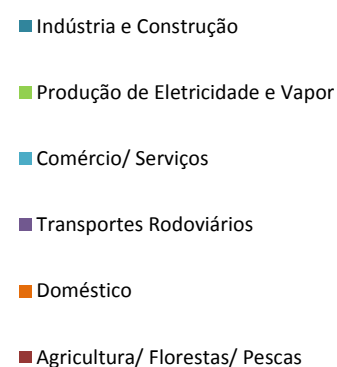 Indústria e Construção
Produção de Eletricidade e Vapor
Comércio/ Serviços
Transportes Rodoviários
Doméstico
Agricultura/ Florestas/ Pescas